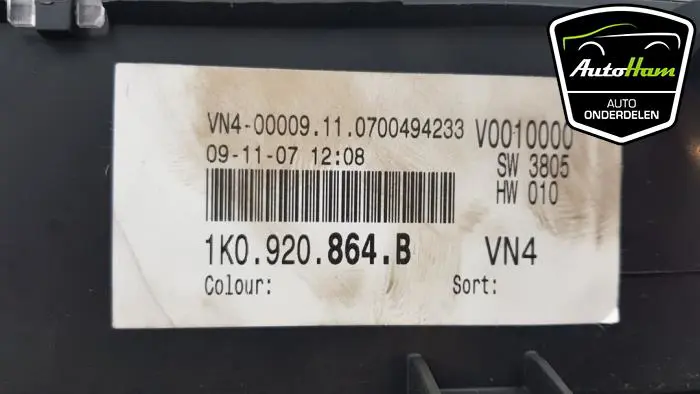 AutoHam
AUTO
ONDERDELEN
VN4-00009.11.0700494233 V0010000
09-11-07 12:08 SW 3805
HW 010
1K0.920.864.B VN4
Colour: Sort: